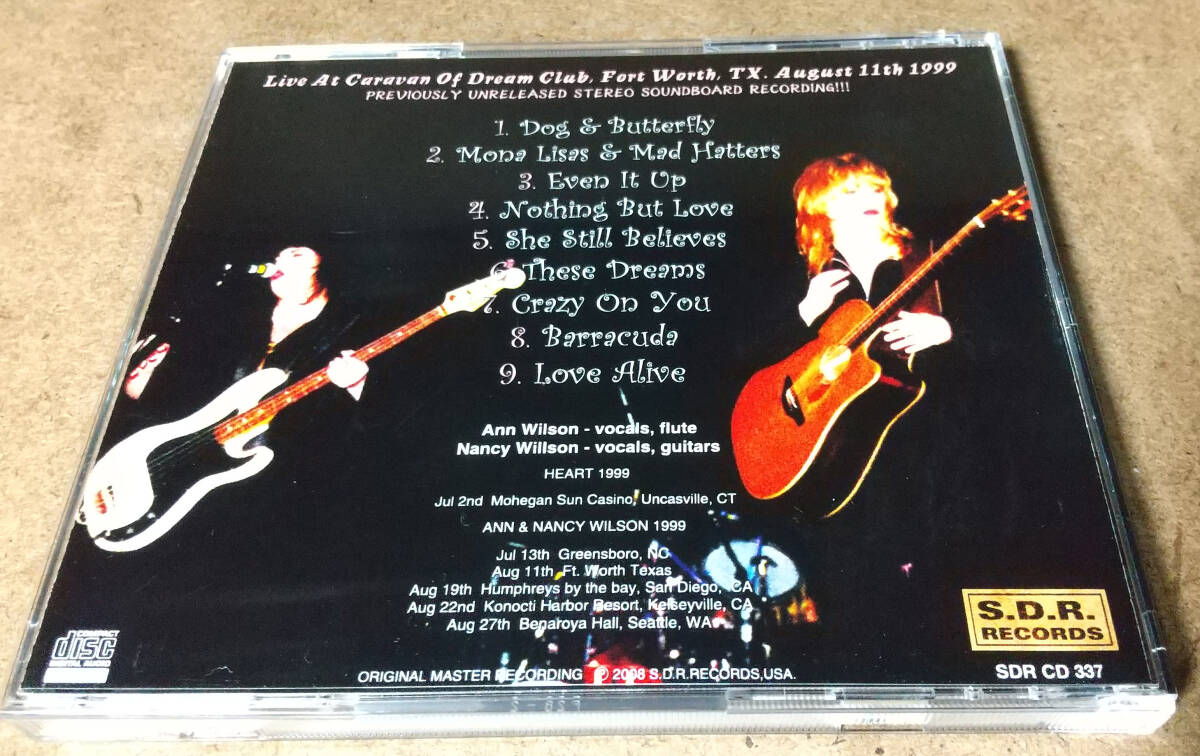 Live At Caravan Of Dream Club, Fort Worth, TX. August 11th 1999
PREVIOUSLY UNRELEASED STEREO SOUNDBOARD RECORDING!!!
1. Dog & Butterfly
2. Mona Lisas & Mad Hatters
3. Even It Up
4. Nothing But Love
5. She Still Believes
6. These Dreams
7. Crazy On You
8. Barracuda
9. Love Alive
Ann Wilson - vocals, flute
Nancy Willson - vocals, guitars
HEART 1999
Jul 2nd Mohegan Sun Casino, Uncasville, CT
ANN & NANCY WILSON 1999
Jul 13th Greensboro, NC
Aug 11th Ft. Worth Texas
Aug 19th Humphreys by the bay, San Diego, CA
Aug 22nd Konocti Harbor Resort, Kelseyville, CA
Aug 27th Benaroya Hall, Seattle, WA
COMPACT
disc
DIGITAL AUDIO
S.D.R.
RECORDS
ORIGINAL MASTER RECORDING ℗ 2008 S.D.R.RECORDS,USA.
SDR CD 337